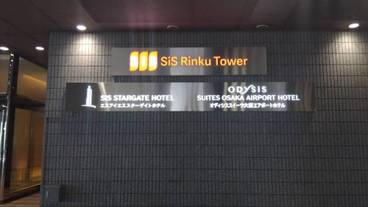 SiS Rinku Tower
SiS STARGATE HOTEL
エスアイエススターゲイトホテル
ODYSIS
SUITES OSAKA AIRPORT HOTEL
オディシススイーツ大阪エアポートホテル